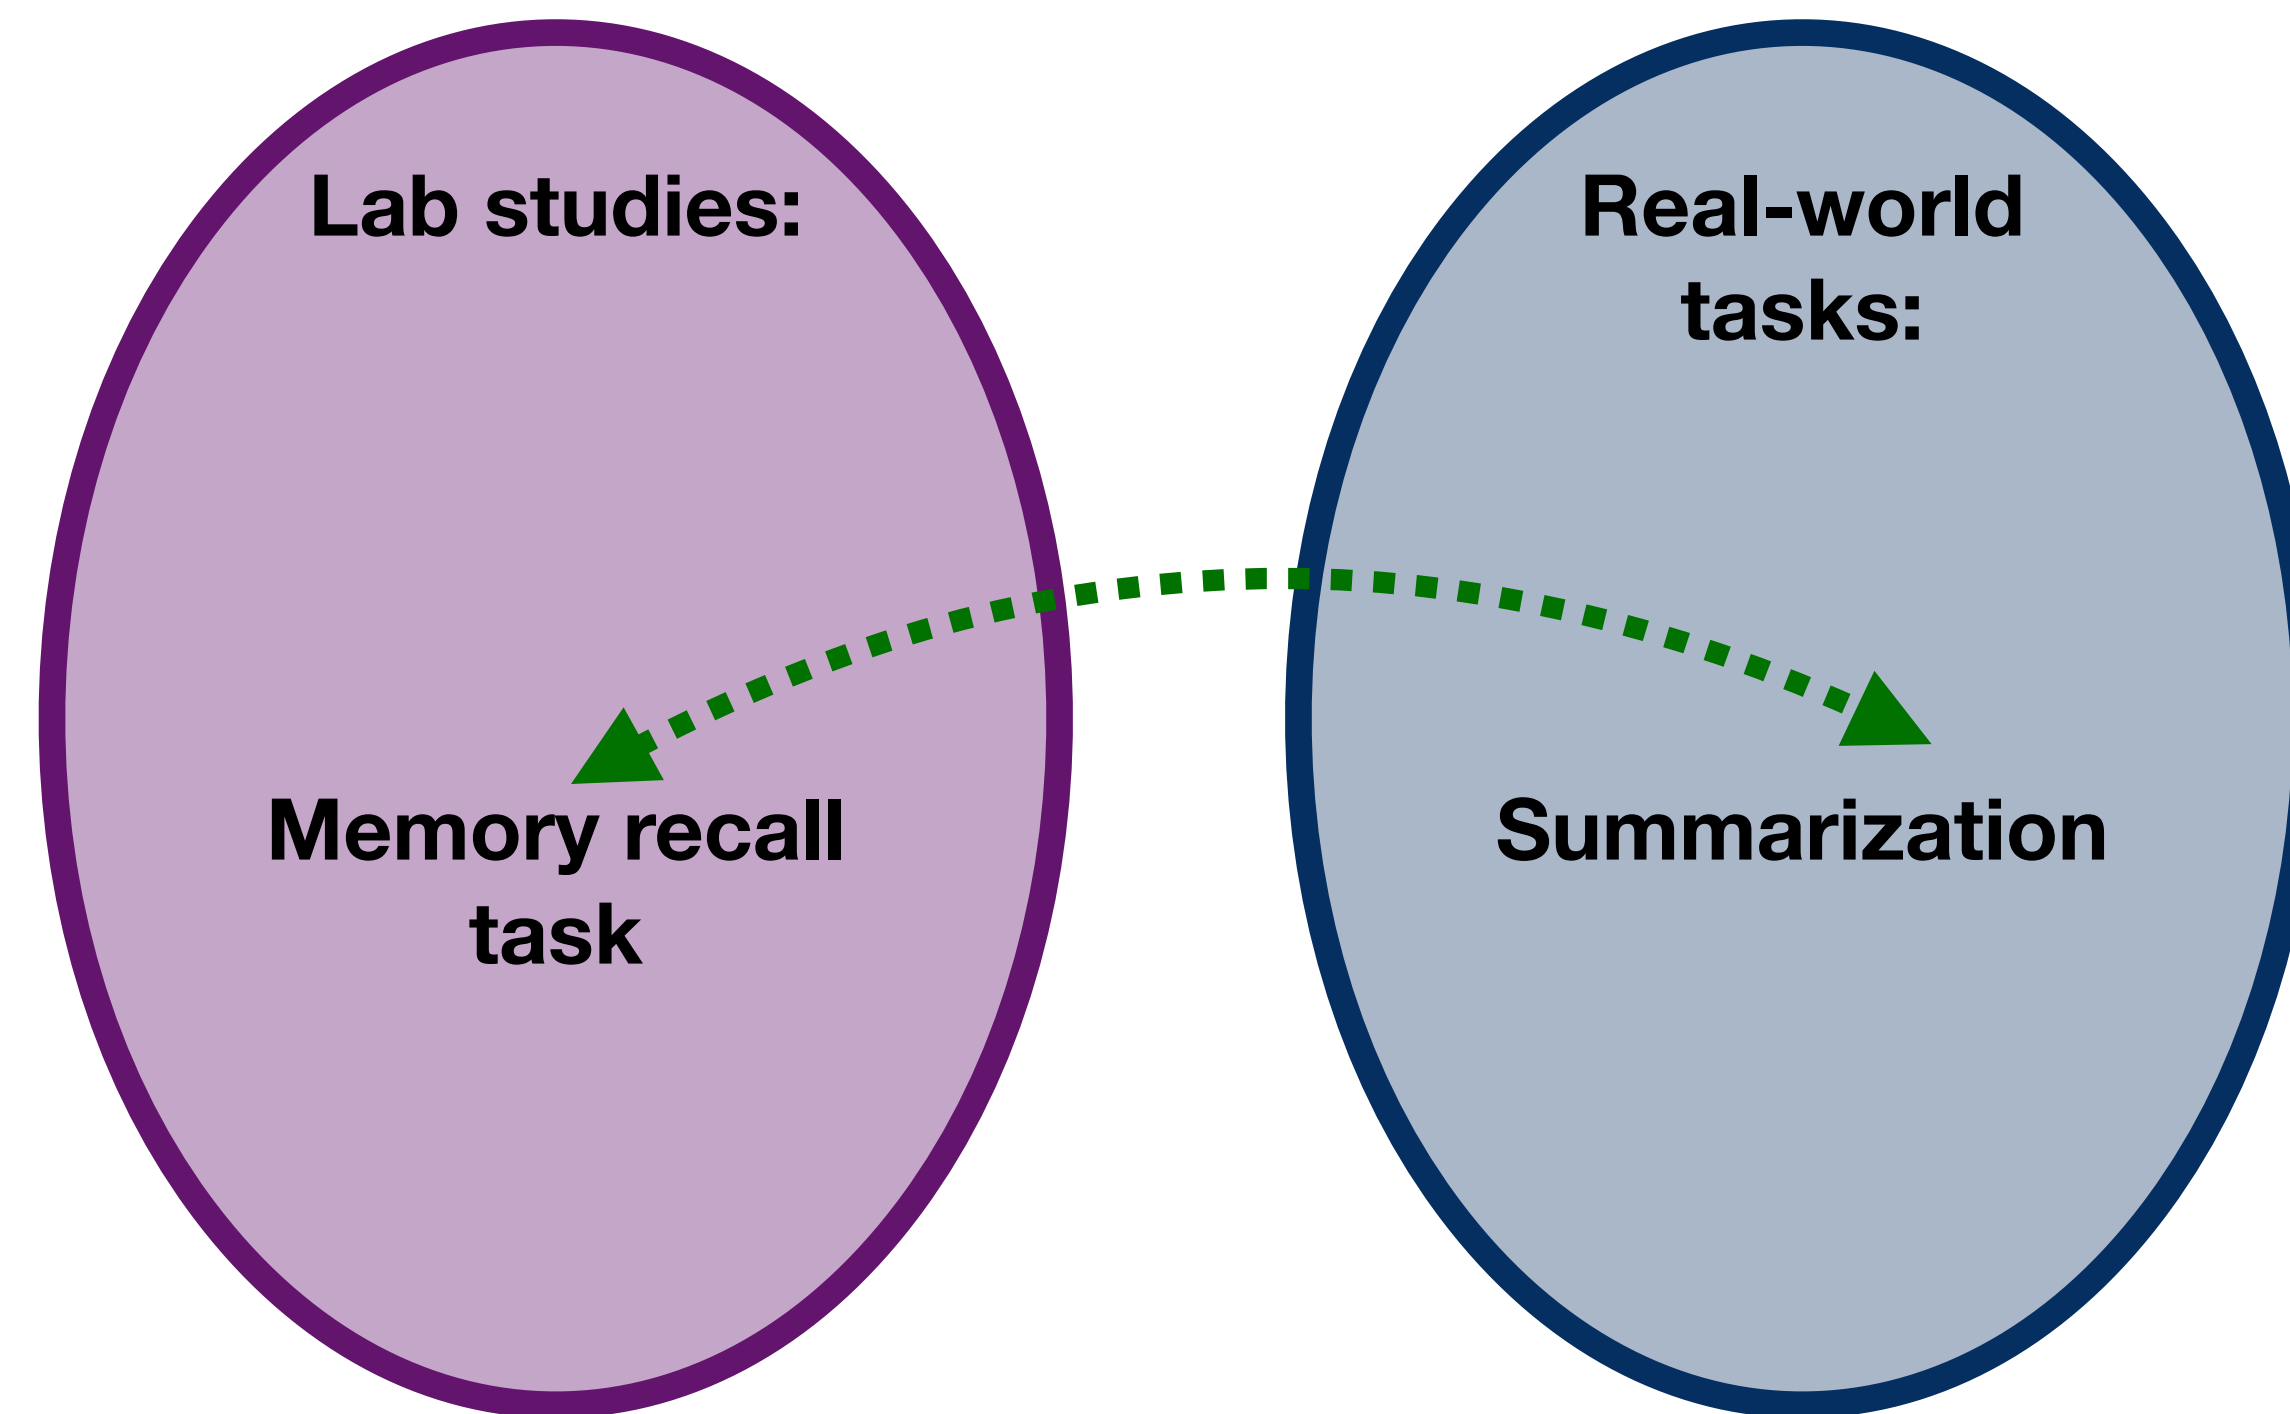 Lab studies:
Memory recall
task
Real-world
tasks:
Summarization